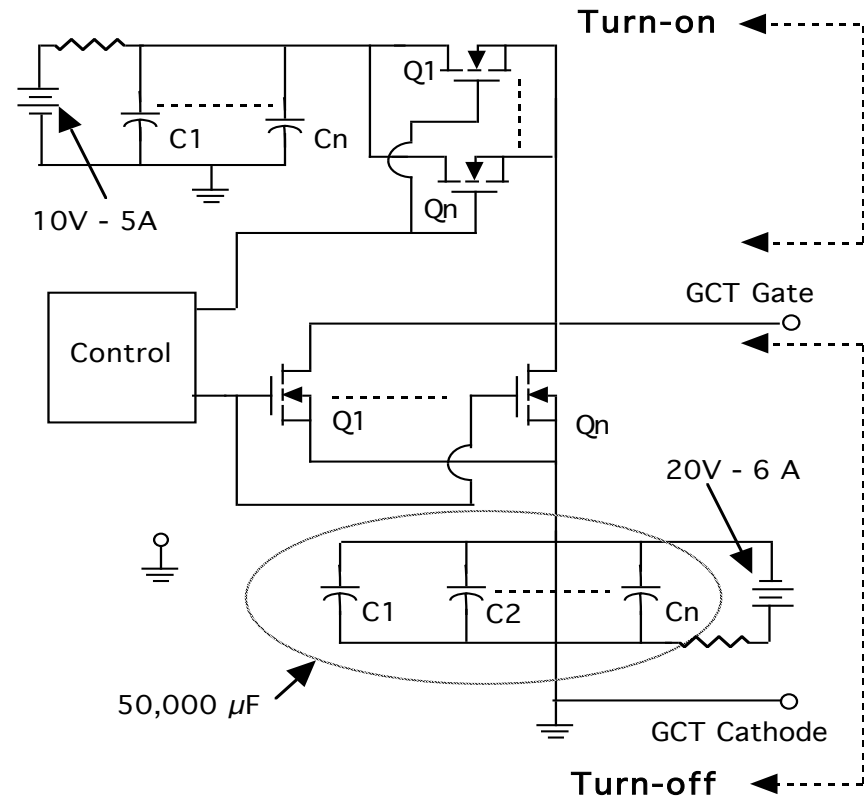 Turn-on
Q1
C1
Cn
Qn
10V - 5A
GCT Gate
Control
Q1
Qn
20V - 6 A
C1
C2
Cn
50,000 µF
GCT Cathode
Turn-off